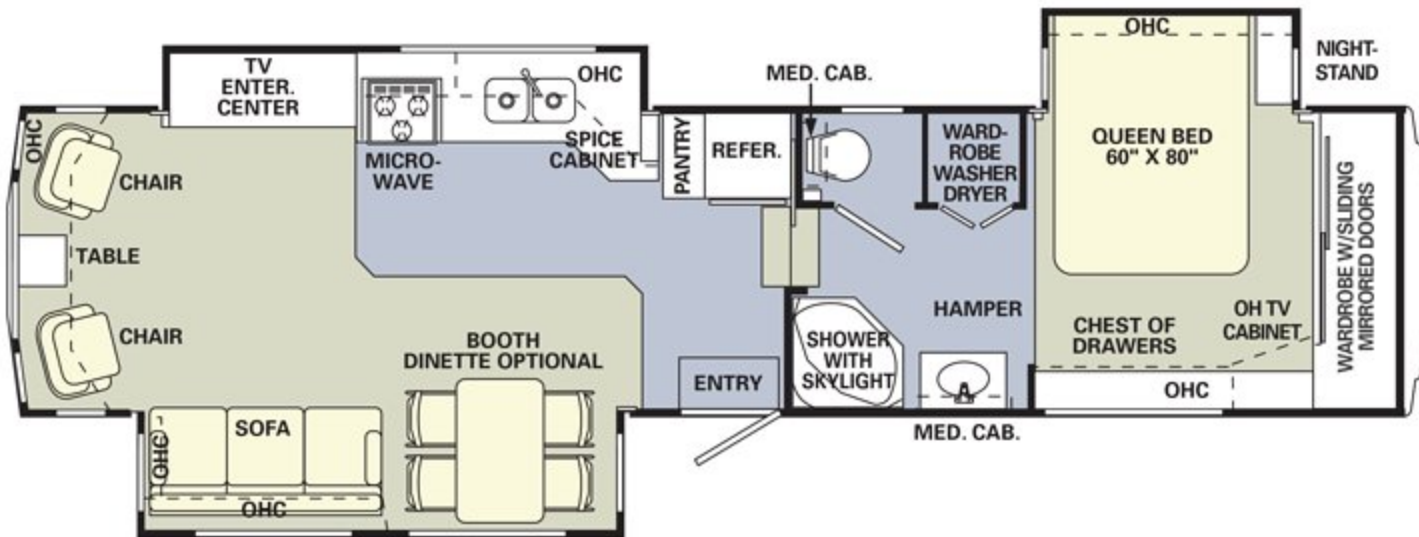 OHC
NIGHT-
STAND
MED. CAB.
TV
ENTER.
CENTER
OHC
OHC
CHAIR
MICRO-
WAVE
SPICE
CABINET
PANTRY
REFER.
WARD-
ROBE
WASHER
DRYER
QUEEN BED
60" X 80"
WARDROBE W/SLIDING
MIRRORED DOORS
TABLE
CHAIR
BOOTH
DINETTE OPTIONAL
ENTRY
SHOWER
WITH
SKYLIGHT
HAMPER
CHEST OF
DRAWERS
OH TV
CABINET
OHC
SOFA
OHC
OHC
MED. CAB.